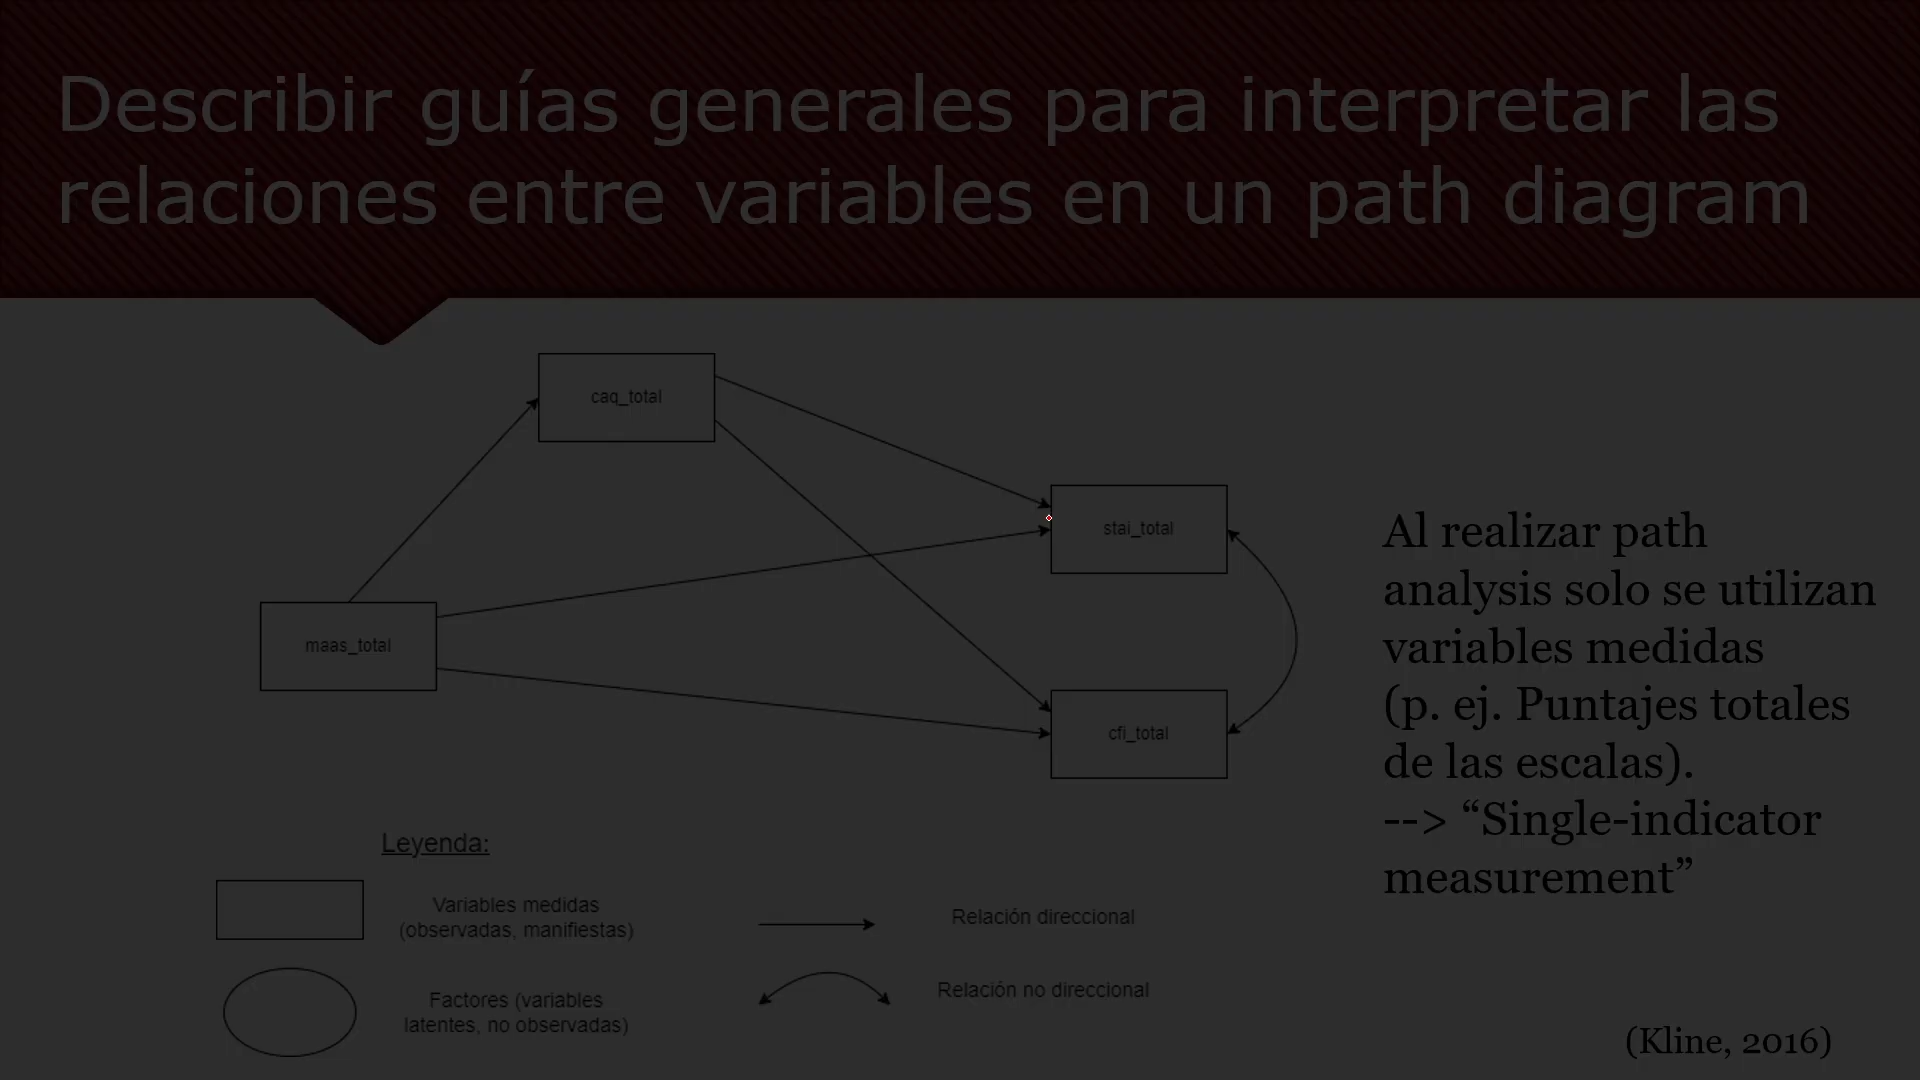 Describir guías generales para interpretar las
relaciones entre variables en un path diagram
caq_total
stai_total
maas_total
cfi_total
Al realizar path
analysis solo se utilizan
variables medidas
(p. ej. Puntajes totales
de las escalas).
--> “Single-indicator
measurement”
Leyenda:
Variables medidas
(observadas, manifiestas)
Relación direccional
Factores (variables
latentes, no observadas)
Relación no direccional
(Kline, 2016)